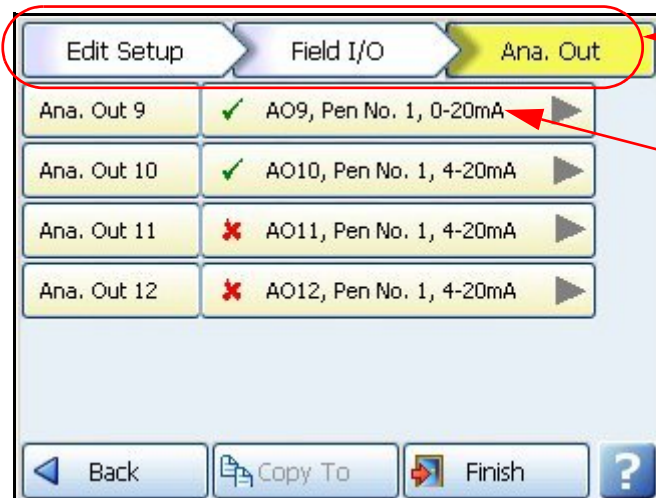 Edit Setup Field I/O Ana. Out
Ana. Out 9 AO9, Pen No. 1, 0-20mA
Ana. Out 10 AO10, Pen No. 1, 4-20mA
Ana. Out 11 AO11, Pen No. 1, 4-20mA
Ana. Out 12 AO12, Pen No. 1, 4-20mA
Back Copy To Finish ?